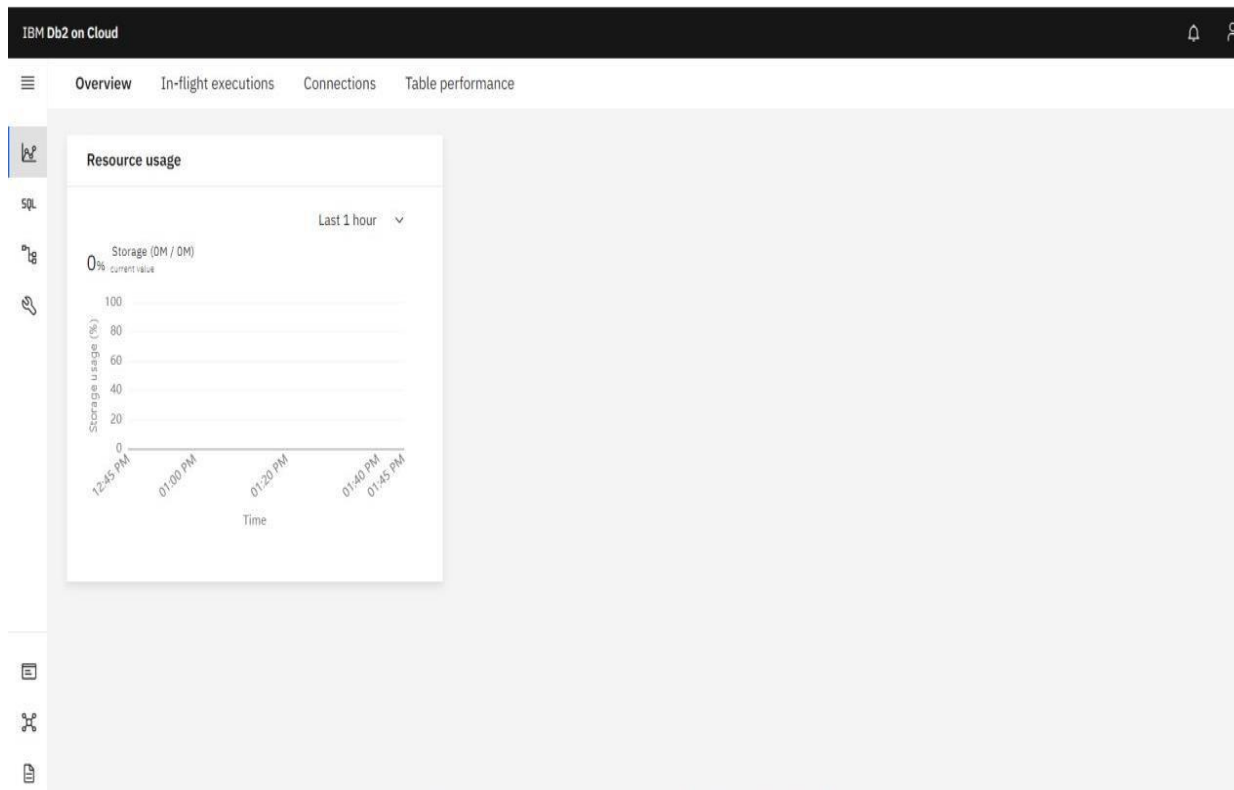 IBM Db2 on Cloud
Overview In-flight executions Connections Table performance
Resource usage
SQL
Last 1 hour
0% Storage (0M / 0M)
current value
100
80
60
40
20
0
Storage usage (%)
12:45 PM 01:00 PM 01:20 PM 01:40 PM 01:45 PM
Time